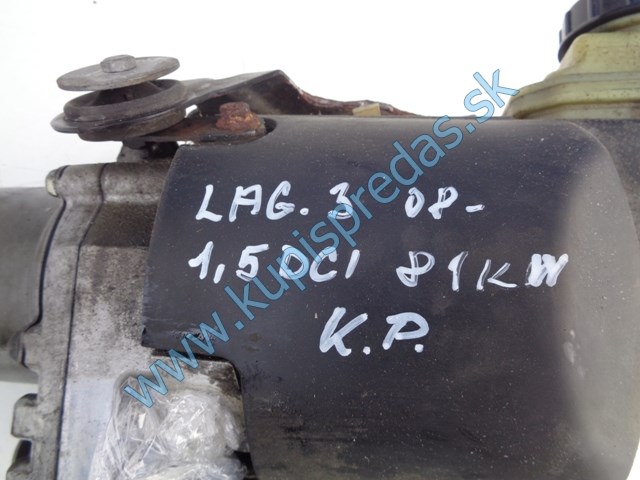 LAG. 3 08-
1,5 DCI 81KW
K.P.
www.kupispredas.sk